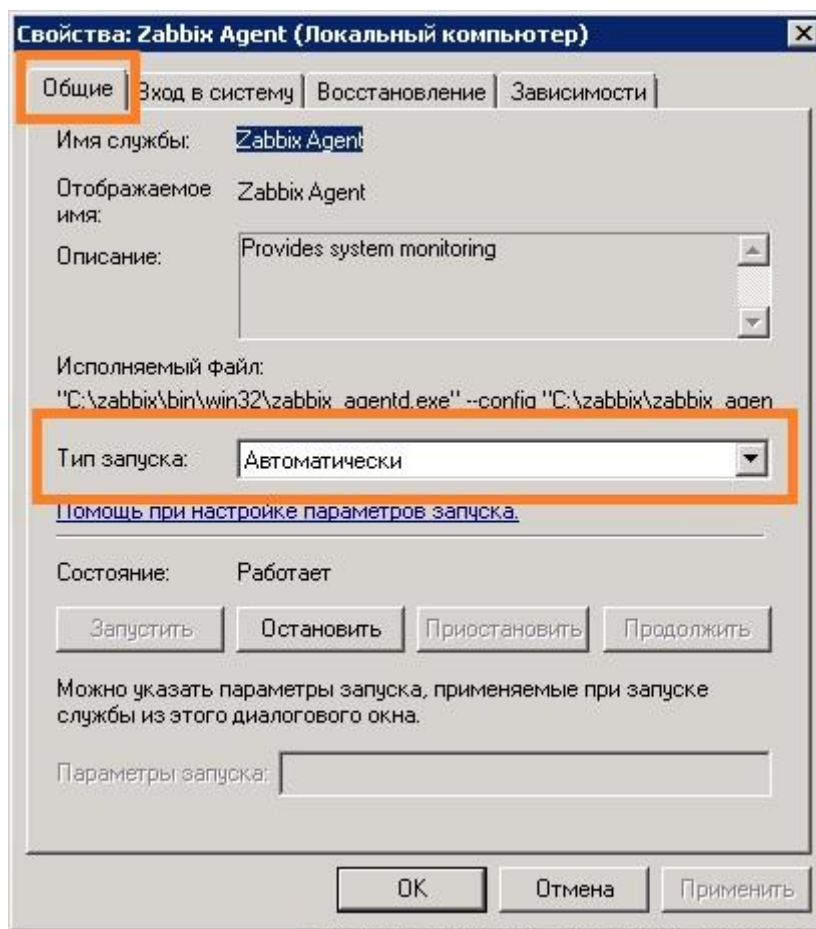 Свойства: Zabbix Agent (Локальный компьютер)
Общие Вход в систему Восстановление Зависимости
Имя службы: Zabbix Agent
Отображаемое имя: Zabbix Agent
Описание: Provides system monitoring
Исполняемый файл:
"C:\zabbix\bin\win32\zabbix_agentd.exe" --config "C:\zabbix\zabbix_agen
Тип запуска: Автоматически
Помощь при настройке параметров запуска.
Состояние: Работает
Запустить Остановить Приостановить Продолжить
Можно указать параметры запуска, применяемые при запуске
службы из этого диалогового окна.
Параметры запуска:
ОК Отмена Применить